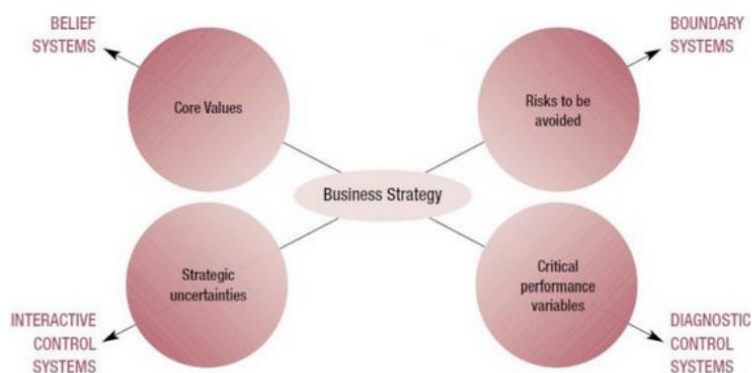 BELIEF
SYSTEMS
BOUNDARY
SYSTEMS
Core Values
Risks to be
avoided
Business Strategy
Strategic
uncertainties
Critical
performance
variables
INTERACTIVE
CONTROL
SYSTEMS
DIAGNOSTIC
CONTROL
SYSTEMS